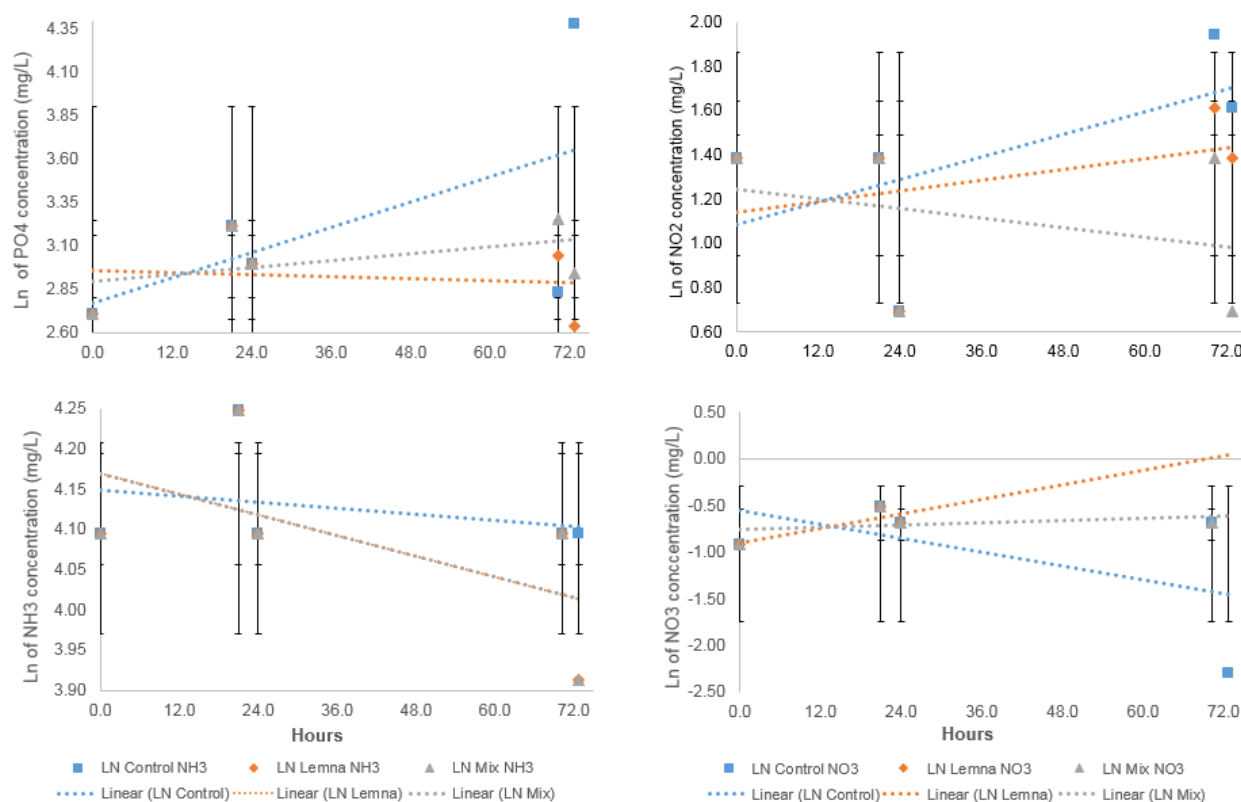 Ln of PO4 concentration (mg/L)
4.35
4.10
3.85
3.60
3.35
3.10
2.85
2.60
0.0 12.0 24.0 36.0 48.0 60.0 72.0
Ln of NO2 concentration (mg/L)
2.00
1.80
1.60
1.40
1.20
1.00
0.80
0.60
0.0 12.0 24.0 36.0 48.0 60.0 72.0
Ln of NH3 concentration (mg/L)
4.25
4.20
4.15
4.10
4.05
4.00
3.95
3.90
0.0 12.0 24.0 36.0 48.0 60.0 72.0
Hours
LN Control NH3 LN Lemna NH3 LN Mix NH3
Linear (LN Control) Linear (LN Lemna) Linear (LN Mix)
Ln of NO3 conccentration (mg/L)
0.50
0.00
-0.50
-1.00
-1.50
-2.00
-2.50
0.0 12.0 24.0 36.0 48.0 60.0 72.0
Hours
LN Control NO3 LN Lemna NO3 LN Mix NO3
Linear (LN Control) Linear (LN Lemna) Linear (LN Mix)